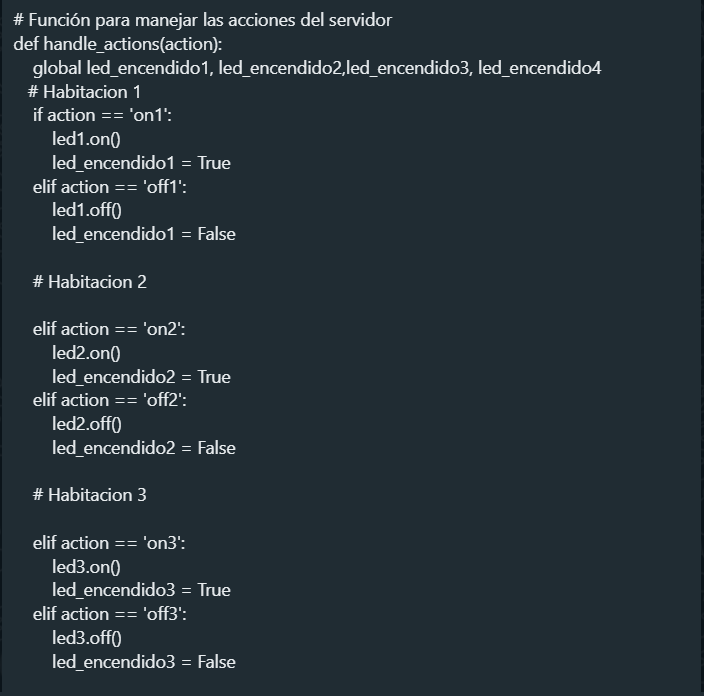 # Función para manejar las acciones del servidor
def handle_actions(action):
    global led_encendido1, led_encendido2,led_encendido3, led_encendido4
   # Habitacion 1
    if action == 'on1':
        led1.on()
        led_encendido1 = True
    elif action == 'off1':
        led1.off()
        led_encendido1 = False

    # Habitacion 2

    elif action == 'on2':
        led2.on()
        led_encendido2 = True
    elif action == 'off2':
        led2.off()
        led_encendido2 = False

    # Habitacion 3

    elif action == 'on3':
        led3.on()
        led_encendido3 = True
    elif action == 'off3':
        led3.off()
        led_encendido3 = False